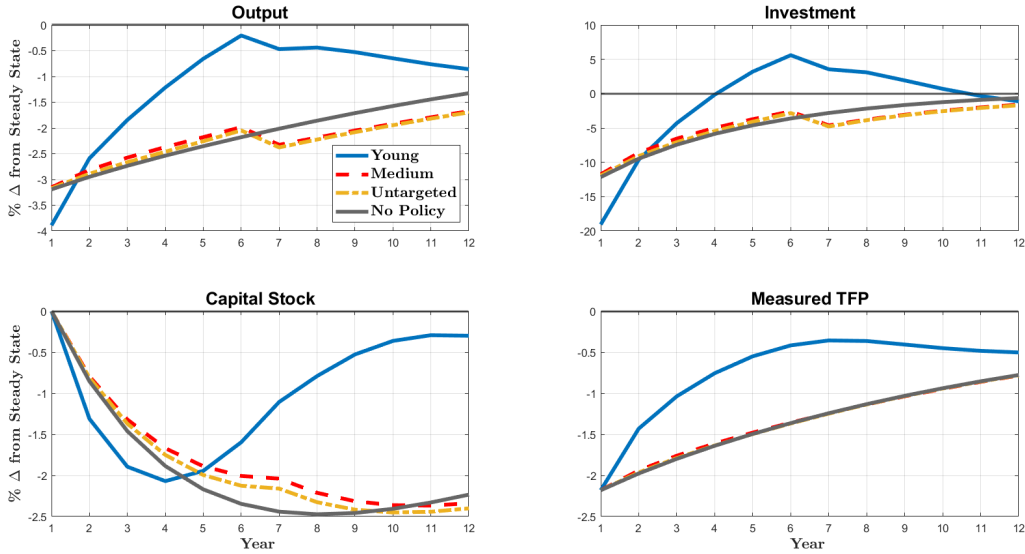 Output
% Δ from Steady State
0
-0.5
-1
-1.5
-2
-2.5
-3
-3.5
-4
1 2 3 4 5 6 7 8 9 10 11 12
Young
Medium
Untargeted
No Policy
Investment
10
5
0
-5
-10
-15
-20
1 2 3 4 5 6 7 8 9 10 11 12
Capital Stock
% Δ from Steady State
0
-0.5
-1
-1.5
-2
-2.5
1 2 3 4 5 6 7 8 9 10 11 12
Year
Measured TFP
0
-0.5
-1
-1.5
-2
-2.5
1 2 3 4 5 6 7 8 9 10 11 12
Year